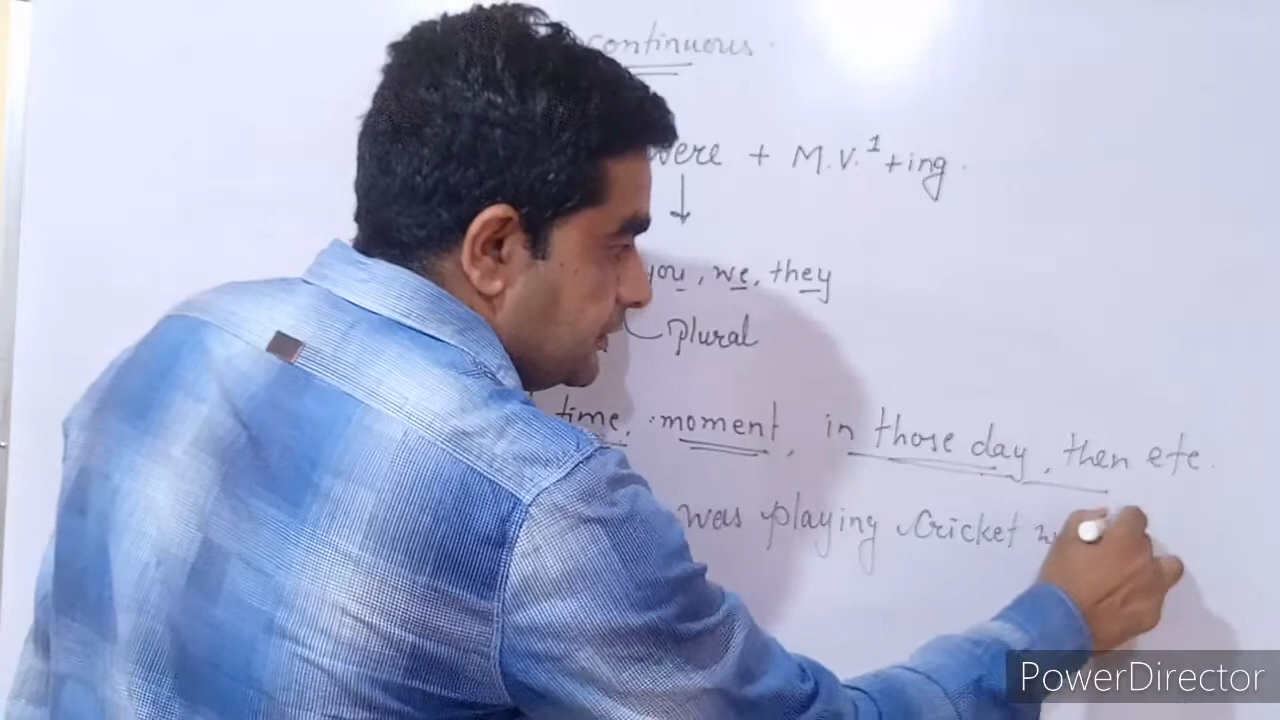 continuous.
were + M.V.¹ +ing.
you, we, they
plural
time, moment, in those day, then etc.
was playing cricket
PowerDirector